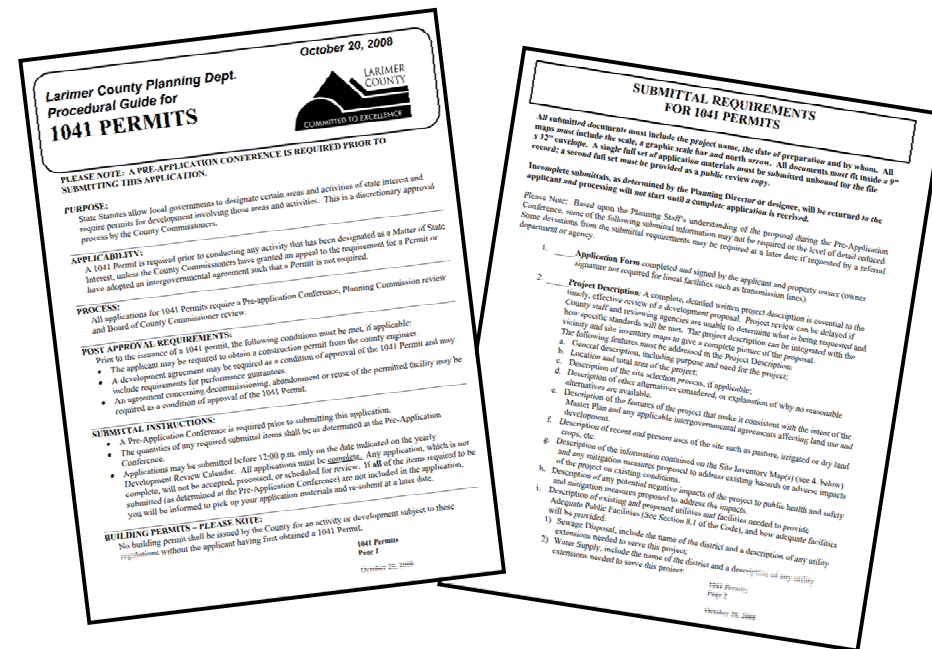 October 20, 2008
Larimer County Planning Dept.
Procedural Guide for
1041 PERMITS
LARIMER
COUNTY
COMMITTED TO EXCELLENCE
PLEASE NOTE: A PRE-APPLICATION CONFERENCE IS REQUIRED PRIOR TO
SUBMITTING THIS APPLICATION.
PURPOSE:
State Statutes allow local governments to designate certain areas and activities of state interest and
require permits for development involving those areas and activities. This is a discretionary approval
process by the County Commissioners.
APPLICABILITY:
A 1041 Permit is required prior to conducting any activity that has been designated as a Matter of State
Interest, unless the County Commissioners have granted an appeal to the requirement for a Permit or
have adopted an intergovernmental agreement such that a Permit is not required.
PROCESS:
All applications for 1041 Permits require a Pre-application Conference, Planning Commission review
and Board of County Commissioner review.
POST APPROVAL REQUIREMENTS:
Prior to the issuance of a 1041 permit, the following conditions must be met, if applicable:
• The applicant may be required to obtain a construction permit from the county engineer.
• A development agreement may be required as a condition of approval of the 1041 Permit and may
include requirements for performance guarantees.
• An agreement concerning decommissioning, abandonment or reuse of the permitted facility may be
required as a condition of approval of the 1041 Permit.
SUBMITTAL INSTRUCTIONS:
• A Pre-Application Conference is required prior to submitting this application.
• The quantities of any required submittal items shall be as determined at the Pre-Application
Conference.
• Applications may be submitted before 12:00 p.m. only on the date indicated on the yearly
Development Review Calendar. All applications must be complete. Any application, which is not
complete, will not be accepted, processed, or scheduled for review. If all of the items required to be
submitted (as determined at the Pre-Application Conference) are not included in the application,
you will be informed to pick up your application materials and re-submit at a later date.
BUILDING PERMITS – PLEASE NOTE:
No building permit shall be issued by the County for an activity or development subject to these
regulations without the applicant having first obtained a 1041 Permit.
1041 Permits
Page 1
October 20, 2008
SUBMITTAL REQUIREMENTS
FOR 1041 PERMITS
All submitted documents must include the project name, the date of preparation and by whom. All
maps must include the scale, a graphic scale bar and north arrow. All documents must fit inside a 9"
x 12" envelope. A single full set of application materials must be submitted unbound for the file
record; a second full set must be provided as a public review copy.
Incomplete submittals, as determined by the Planning Director or designer, will be returned to the
applicant and processing will not start until a complete application is received.
Please Note: Based upon the Planning Staff's understanding of the proposal during the Pre-Application
Conference, some of the following submittal information may not be required or the level of detail reduced.
Some deviations from the submittal requirements may be required at a later date if requested by a referral
department or agency.
1. _____ Application Form completed and signed by the applicant and property owner (owner
signature not required for lineal facilities such as transmission lines).
2. _____ Project Description: A complete, detailed written project description is essential to the
timely, effective review of a development proposal. Project review can be delayed if
County staff and reviewing agencies are unable to determine what is being requested and
how specific standards will be met. The project description can be integrated with the
vicinity and site inventory maps to give a complete picture of the proposal.
The following features must be addressed in the Project Description:
a. General description, including purpose and need for the project;
b. Location and total area of the project;
c. Description of the site selection process, if applicable;
d. Description of other alternatives considered, or explanation of why no reasonable
alternatives are available.
e. Description of the features of the project that make it consistent with the intent of the
Master Plan and any applicable intergovernmental agreements affecting land use and
development.
f. Description of recent and present uses of the site such as pasture, irrigated or dry land
crops, etc.
g. Description of the information contained on the Site Inventory Map(s) (see 4. below)
and any mitigation measures proposed to address existing hazards or adverse impacts
of the project on existing conditions.
h. Description of any potential negative impacts of the project to public health and safety
and mitigation measures proposed to address the impacts.
i. Description of existing and proposed utilities and facilities needed to provide
Adequate Public Facilities (See Section 8.1 of the Code), and how adequate facilities
will be provided:
1) Sewage Disposal, include the name of the district and a description of any utility
extensions needed to serve this project;
2) Water Supply, include the name of the district and a description of any utility
extensions needed to serve this project;
1041 Permits
Page 2
October 20, 2008